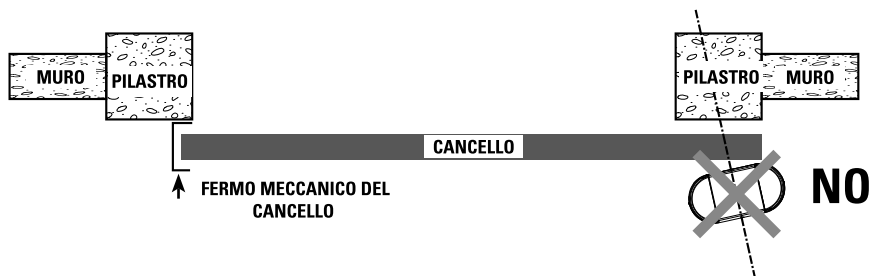 MURO
PILASTRO
PILASTRO
MURO
CANCELLO
FERMO MECCANICO DEL
CANCELLO
NO